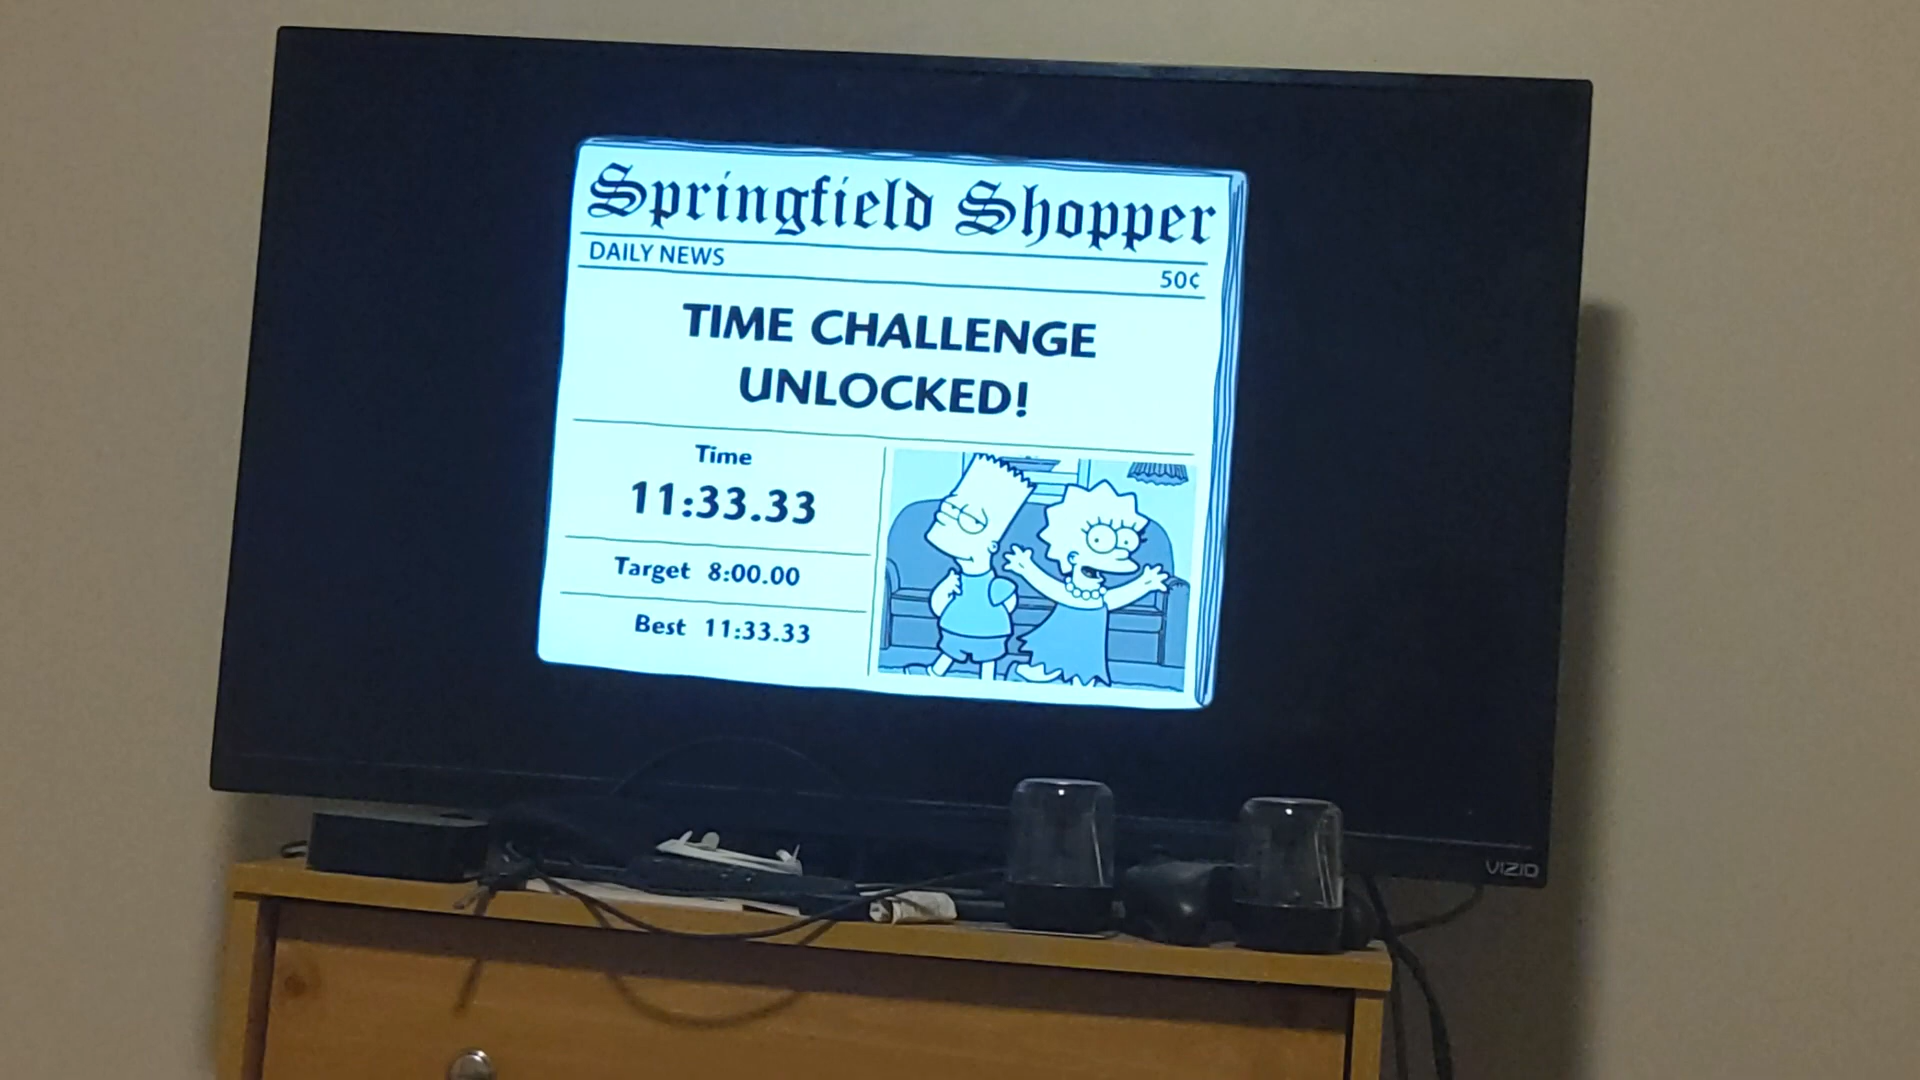 Springfield Shopper
DAILY NEWS
50¢
TIME CHALLENGE
UNLOCKED!
Time
11:33.33
Target 8:00.00
Best 11:33.33
VIZIO